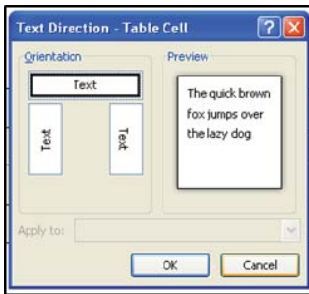 Text Direction - Table Cell
Orientation
Text
Text
Text
Preview
The quick brown
fox jumps over
the lazy dog
Apply to:
OK
Cancel